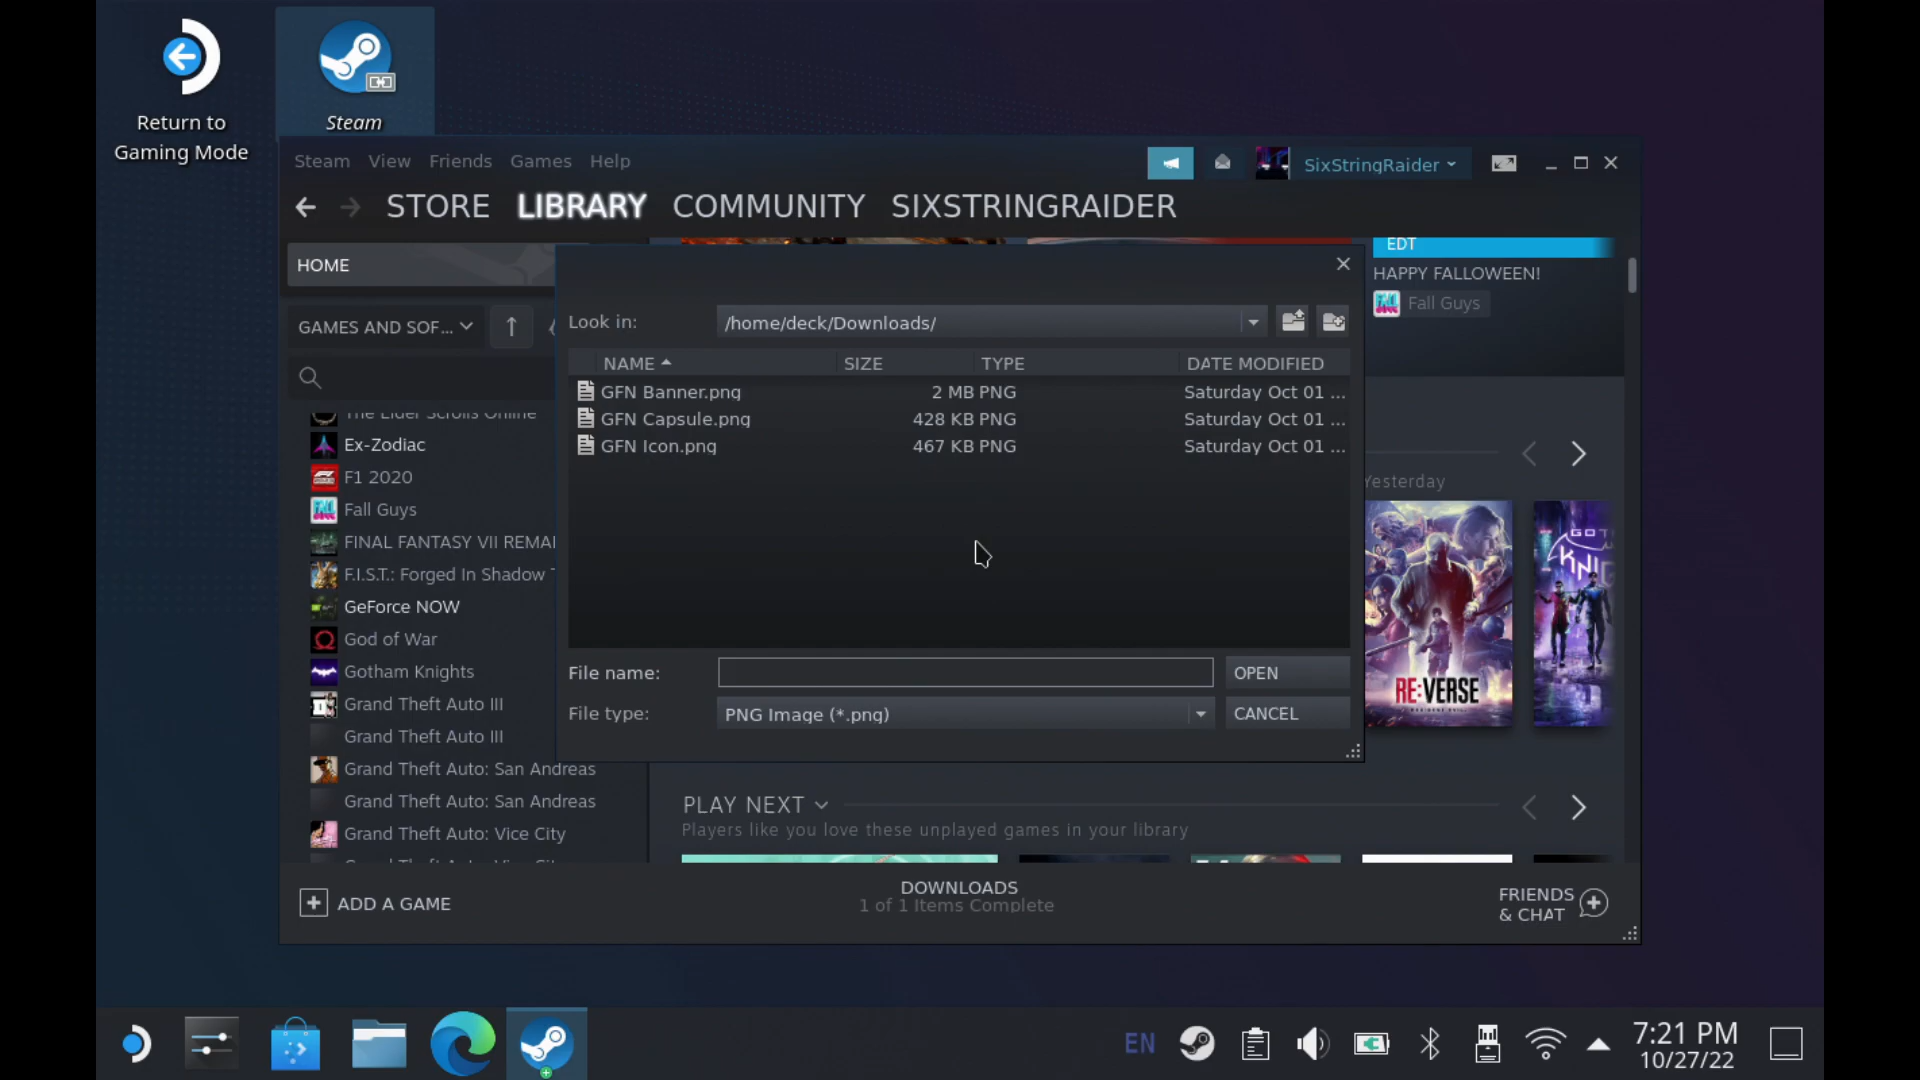 Return to
Gaming Mode
Steam
Steam View Friends Games Help
SixStringRaider
STORE LIBRARY COMMUNITY SIXSTRINGRAIDER
HOME
GAMES AND SOF...
The Elder Scrolls Online
Ex-Zodiac
F1 2020
Fall Guys
FINAL FANTASY VII REMA
F.I.S.T.: Forged In Shadow
GeForce NOW
God of War
Gotham Knights
Grand Theft Auto III
Grand Theft Auto III
Grand Theft Auto: San Andreas
Grand Theft Auto: San Andreas
Grand Theft Auto: Vice City
Look in: /home/deck/Downloads/
NAME SIZE TYPE DATE MODIFIED
GFN Banner.png 2 MB PNG Saturday Oct 01 ...
GFN Capsule.png 428 KB PNG Saturday Oct 01 ...
GFN Icon.png 467 KB PNG Saturday Oct 01 ...
File name: OPEN
File type: PNG Image (*.png) CANCEL
EDT
HAPPY FALLOWEEN!
Fall Guys
Yesterday
RE:VERSE
PLAY NEXT
Players like you love these unplayed games in your library
ADD A GAME
DOWNLOADS
1 of 1 Items Complete
FRIENDS
& CHAT
EN
7:21 PM
10/27/22